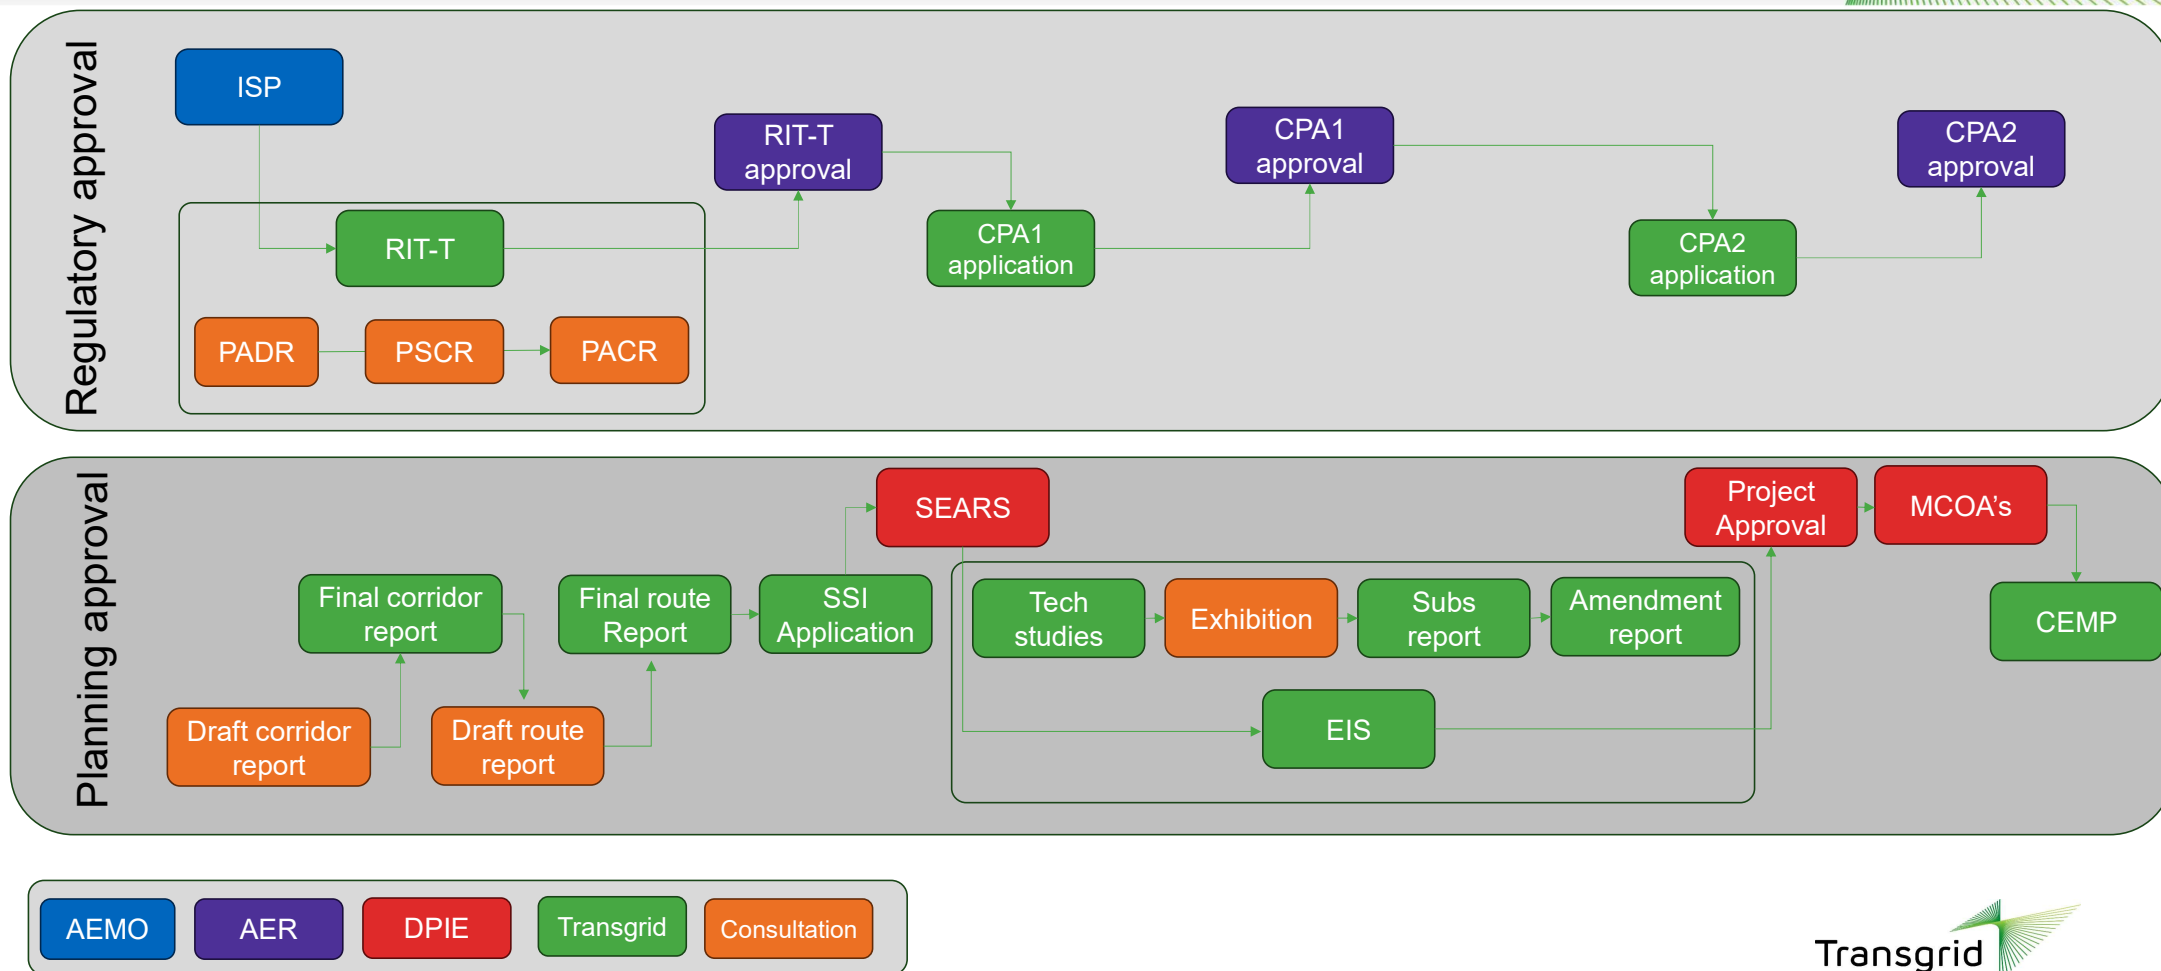 Regulatory approval
ISP
RIT-T
approval
CPA1
approval
CPA2
approval
RIT-T
CPA1
application
CPA2
application
PADR
PSCR
PACR
Planning approval
SEARS
Project
Approval
MCOA's
Final corridor
report
Final route
Report
SSI
Application
Tech
studies
Exhibition
Subs
report
Amendment
report
CEMP
Draft corridor
report
Draft route
report
EIS
AEMO
AER
DPIE
Transgrid
Consultation
Transgrid